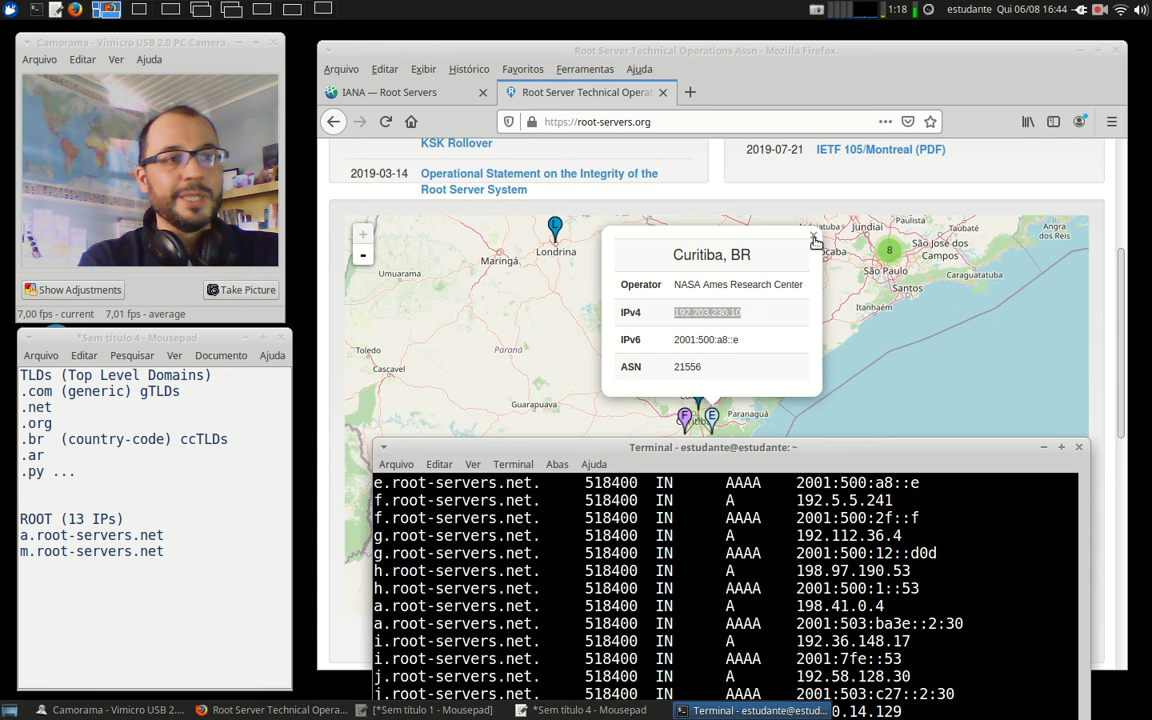 1:18 estudante Qui 06/08 16:44
Camorama - Vimicro USB 2.0 PC Camera
Arquivo Editar Ver Ajuda
Show Adjustments Take Picture
7,00 fps - current 7,01 fps - average
*Sem título 4 - Mousepad
Arquivo Editar Pesquisar Ver Documento Ajuda
TLDs (Top Level Domains)
.com (generic) gTLDs
.net
.org
.br (country-code) ccTLDs
.ar
.py ...
ROOT (13 IPs)
a.root-servers.net
m.root-servers.net
Root Server Technical Operations Assn - Mozilla Firefox
Arquivo Editar Exibir Histórico Favoritos Ferramentas Ajuda
IANA — Root Servers
Root Server Technical Operat
https://root-servers.org
KSK Rollover
2019-03-14 Operational Statement on the Integrity of the
Root Server System
2019-07-21 IETF 105/Montreal (PDF)
+
-
L
Londrina
Maringá
Umuarama
Toledo
Cascavel
Paraná
Guarapuava
Paulista
Jundiaí
Taubaté
Angra
dos Reis
8
São José dos
Campos
São Paulo
Santos
Itanhaém
Curitiba, BR
Operator NASA Ames Research Center
IPv4 192.203.230.10
IPv6 2001:500:a8::e
ASN 21556
F
E
Paranaguá
Terminal - estudante@estudante: ~
Arquivo Editar Ver Terminal Abas Ajuda
e.root-servers.net. 518400 IN AAAA 2001:500:a8::e
f.root-servers.net. 518400 IN A 192.5.5.241
f.root-servers.net. 518400 IN AAAA 2001:500:2f::f
g.root-servers.net. 518400 IN A 192.112.36.4
g.root-servers.net. 518400 IN AAAA 2001:500:12::d0d
h.root-servers.net. 518400 IN A 198.97.190.53
h.root-servers.net. 518400 IN AAAA 2001:500:1::53
a.root-servers.net. 518400 IN A 198.41.0.4
a.root-servers.net. 518400 IN AAAA 2001:503:ba3e::2:30
i.root-servers.net. 518400 IN A 192.36.148.17
i.root-servers.net. 518400 IN AAAA 2001:7fe::53
j.root-servers.net. 518400 IN A 192.58.128.30
j.root-servers.net. 518400 IN AAAA 2001:503:c27::2:30
0.14.129
Camorama - Vimicro USB 2....
Root Server Technical Opera...
[*Sem título 1 - Mousepad]
*Sem título 4 - Mousepad
Terminal - estudante@estud...